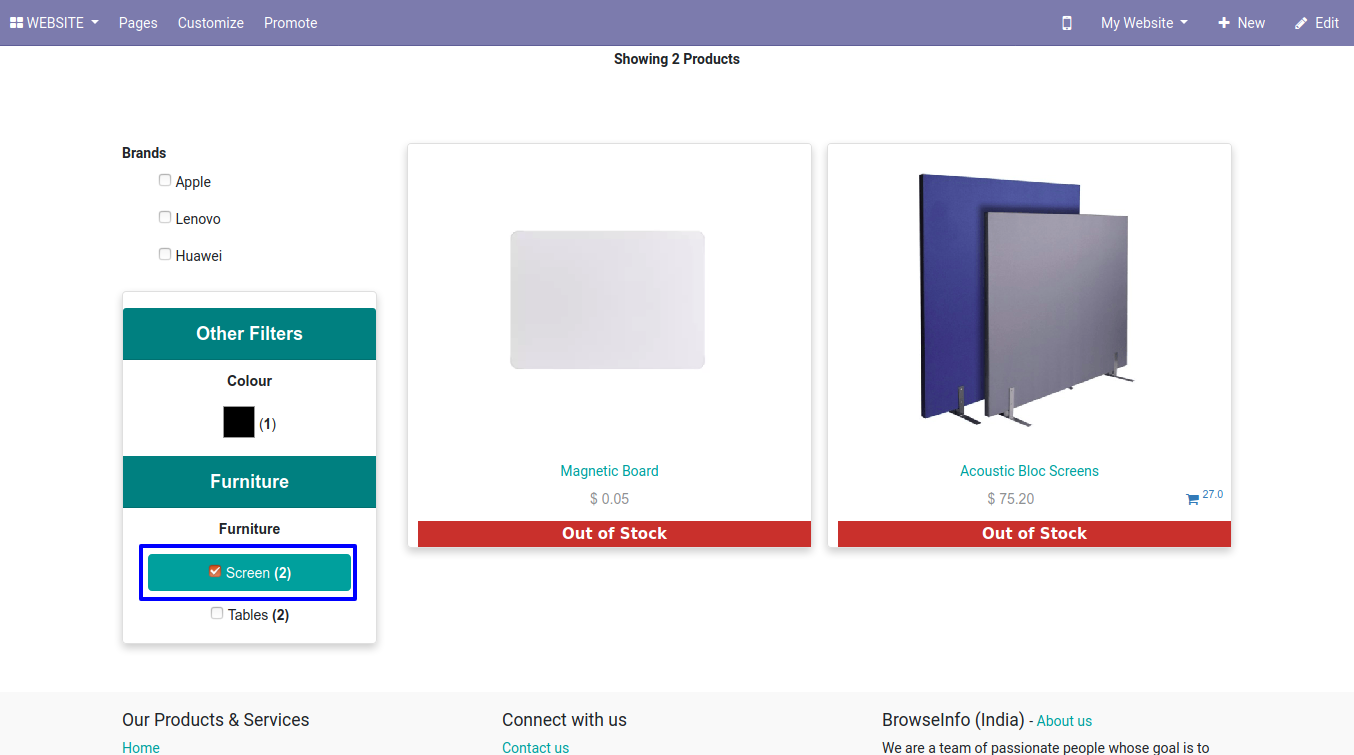 WEBSITE Pages Customize Promote My Website New Edit
Showing 2 Products
Brands
Apple
Lenovo
Huawei
Other Filters
Colour
(1)
Furniture
Furniture
Screen (2)
Tables (2)
Magnetic Board
$ 0.05
Out of Stock
Acoustic Bloc Screens
$ 75.20
27.0
Out of Stock
Our Products & Services
Home
Connect with us
Contact us
BrowseInfo (India) - About us
We are a team of passionate people whose goal is to